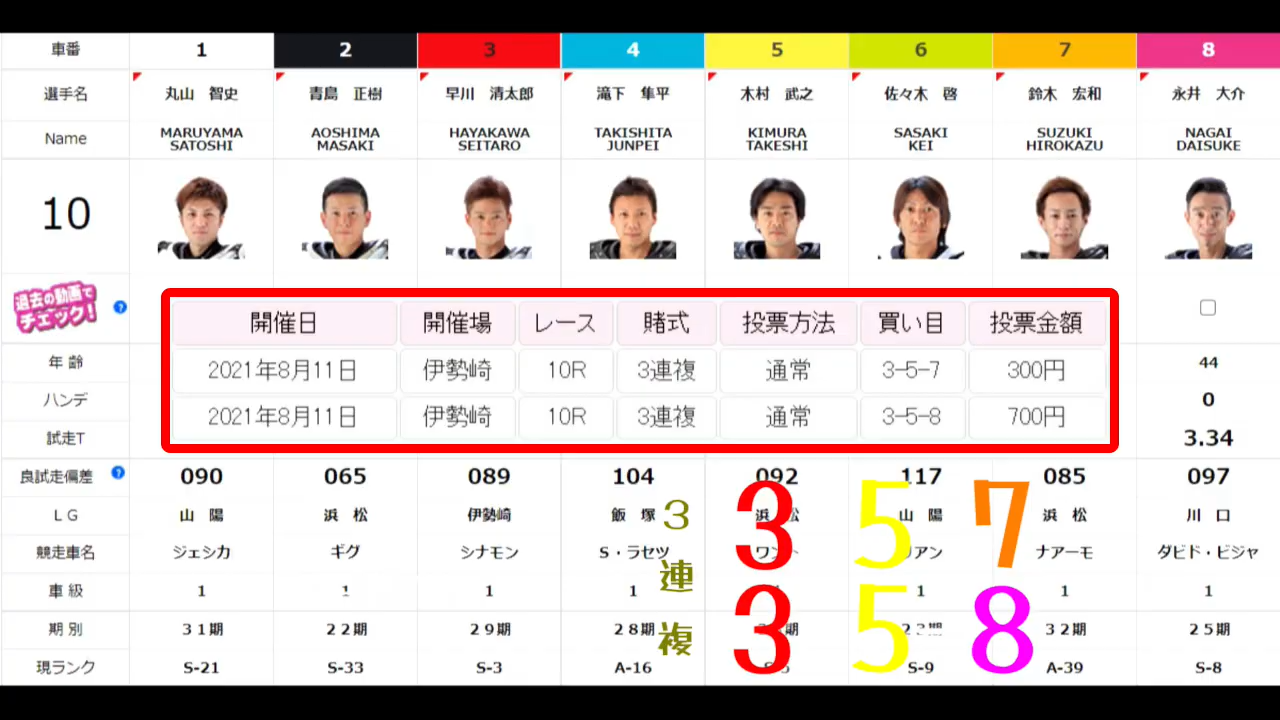 車番 1 2 3 4 5 6 7 8
選手名 丸山 智史 青島 正樹 早川 清太郎 滝下 隼平 木村 武之 佐々木 啓 鈴木 宏和 永井 大介
Name MARUYAMA SATOSHI AOSHIMA MASAKI HAYAKAWA SEITARO TAKISHITA JUNPEI KIMURA TAKESHI SASAKI KEI SUZUKI HIROKAZU NAGAI DAISUKE
10
過去の動画で
チェック! ?
開催日 開催場 レース 賭式 投票方法 買い目 投票金額
2021年8月11日 伊勢崎 10R 3連複 通常 3-5-7 300円
2021年8月11日 伊勢崎 10R 3連複 通常 3-5-8 700円
年齢 44
ハンデ 0
試走T 3.34
良試走偏差 ? 090 065 089 104 092 117 085 097
LG 山陽 浜松 伊勢崎 飯塚 浜松 山陽 浜松 川口
競走車名 ジェシカ ギグ シナモン S・ラセツ ナアーモ ダビド・ビジャ
車級 1 1 1 1 1 1 1
期別 31期 22期 29期 28期 32期 25期
現ランク S-21 S-33 S-3 A-16 S-9 A-39 S-8
3連複
3 5 7
3 5 8